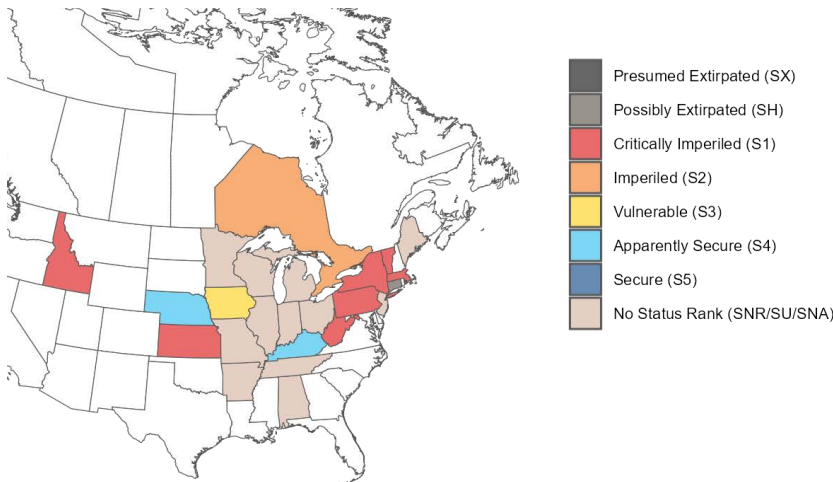 Presumed Extirpated (SX)
Possibly Extirpated (SH)
Critically Imperiled (S1)
Imperiled (S2)
Vulnerable (S3)
Apparently Secure (S4)
Secure (S5)
No Status Rank (SNR/SU/SNA)